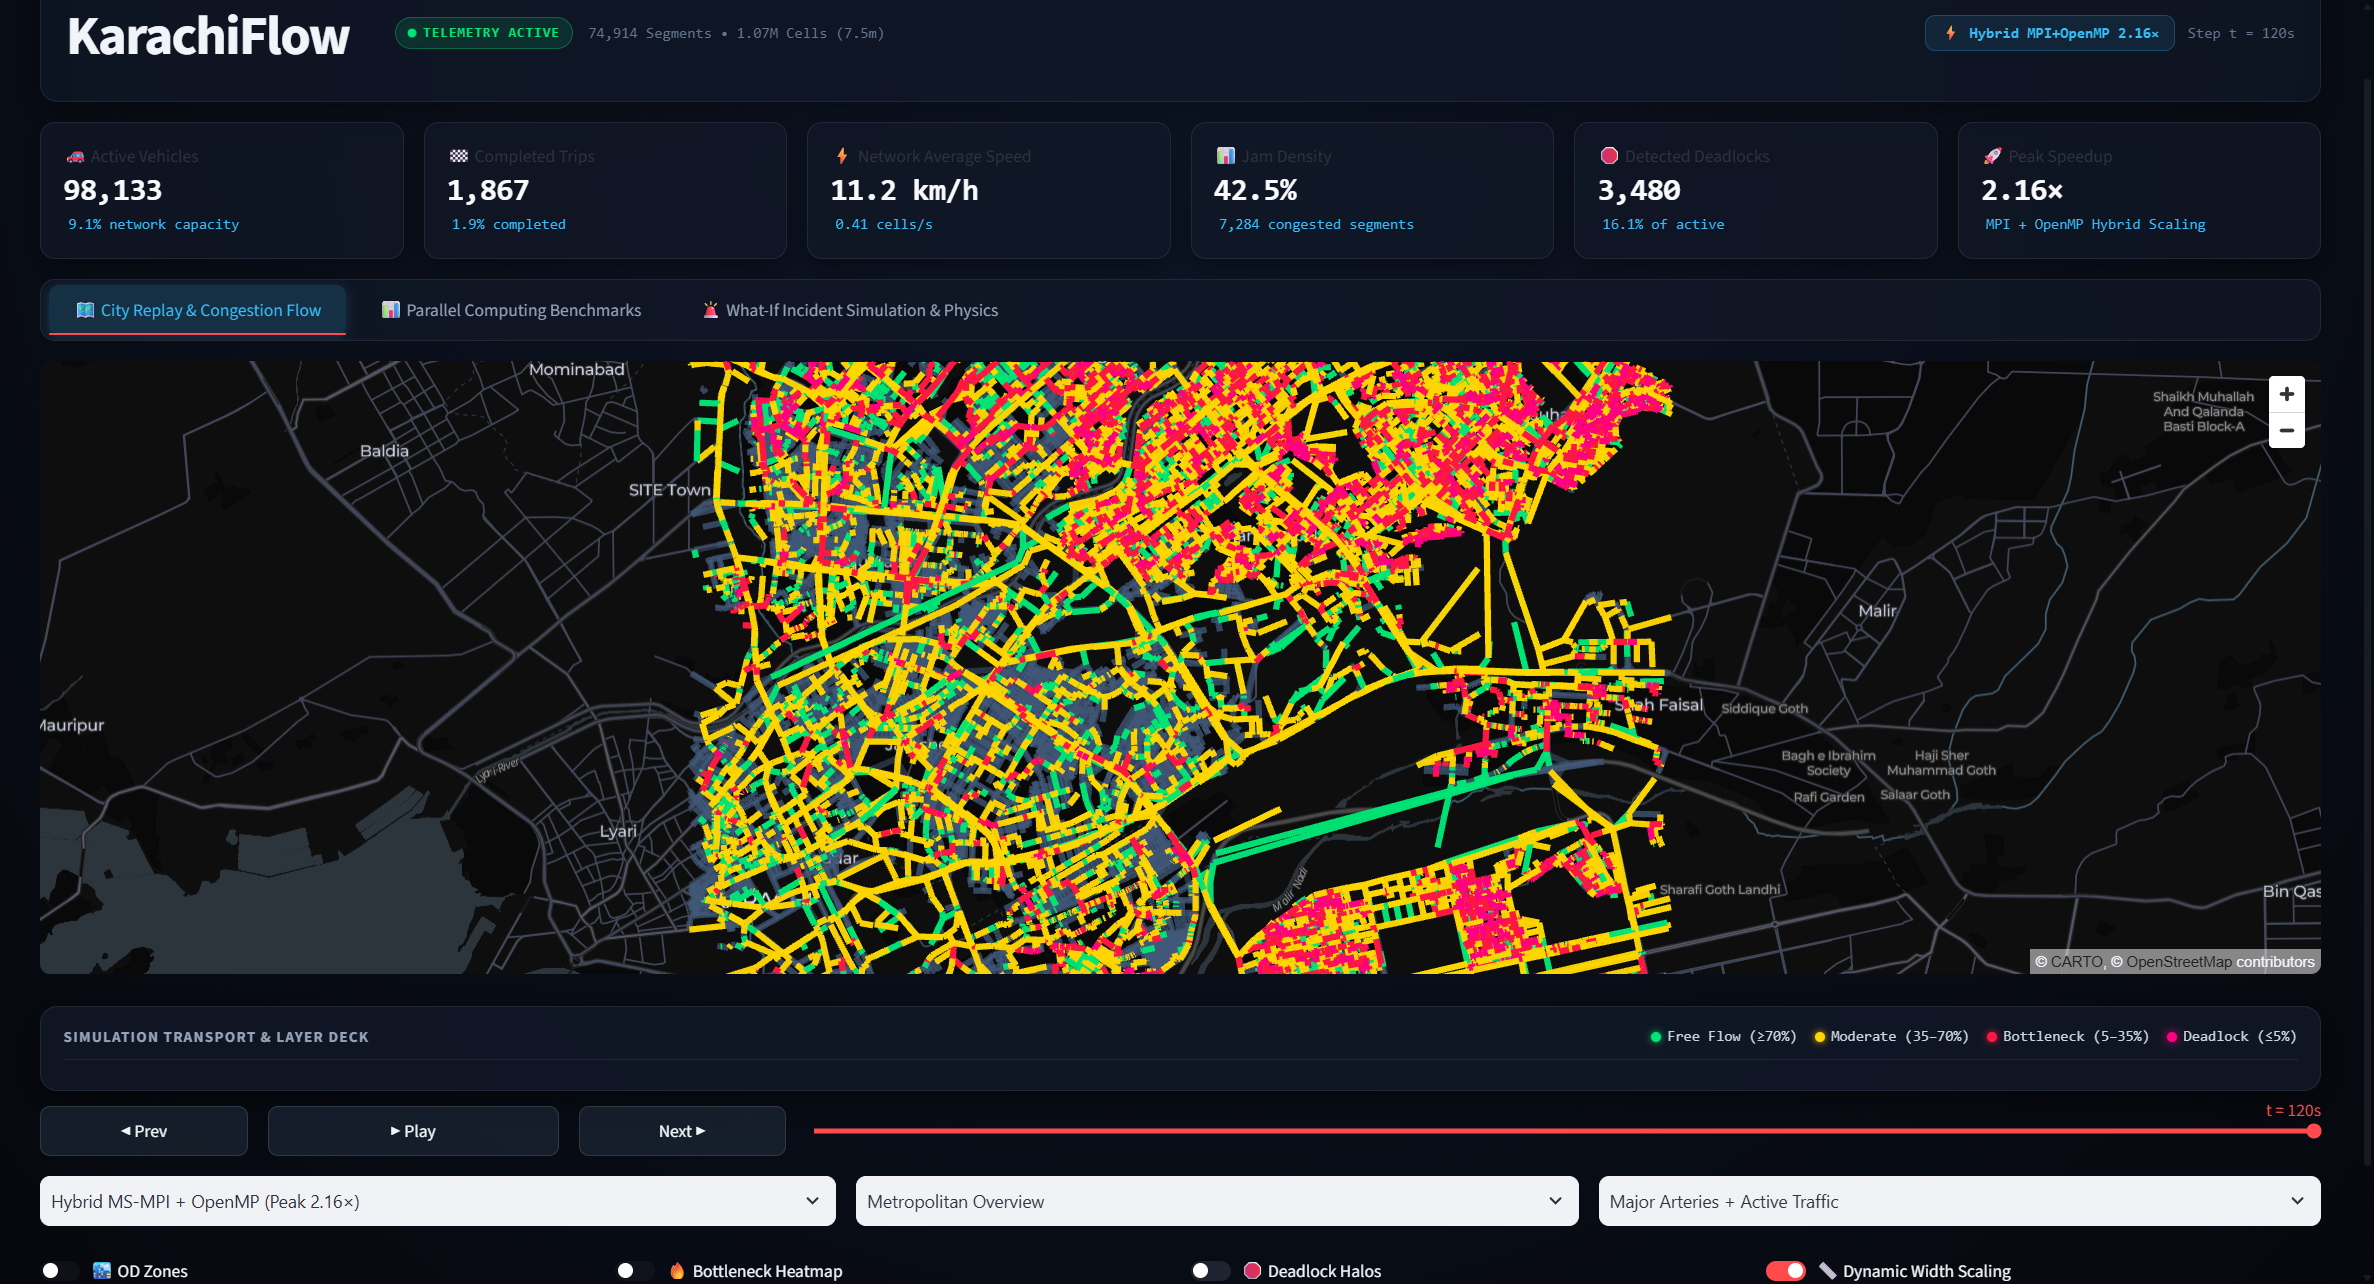 KarachiFlow
TELEMETRY ACTIVE
74,914 Segments • 1.07M Cells (7.5m)
Hybrid MPI+OpenMP 2.16×
Step t = 120s
Active Vehicles
98,133
9.1% network capacity
Completed Trips
1,867
1.9% completed
Network Average Speed
11.2 km/h
0.41 cells/s
Jam Density
42.5%
7,284 congested segments
Detected Deadlocks
3,480
16.1% of active
Peak Speedup
2.16×
MPI + OpenMP Hybrid Scaling
City Replay & Congestion Flow
Parallel Computing Benchmarks
What-If Incident Simulation & Physics
Mominabad
Baldia
SITE Town
Shaikh Muhallah
And Qalanda
Basti Block-A
+
−
Malir
Mauripur
Lyari River
Shah Faisal
Siddique Goth
Bagh e Ibrahim
Society
Haji Sher
Muhammad Goth
Rafi Garden
Salaar Goth
Lyari
Malir Nadi
Sharafi Goth Landhi
Bin Qas
© CARTO, © OpenStreetMap contributors
SIMULATION TRANSPORT & LAYER DECK
Free Flow (≥70%)
Moderate (35–70%)
Bottleneck (5–35%)
Deadlock (≤5%)
◀ Prev
▶ Play
Next ▶
t = 120s
Hybrid MS-MPI + OpenMP (Peak 2.16×)
Metropolitan Overview
Major Arteries + Active Traffic
OD Zones
Bottleneck Heatmap
Deadlock Halos
Dynamic Width Scaling